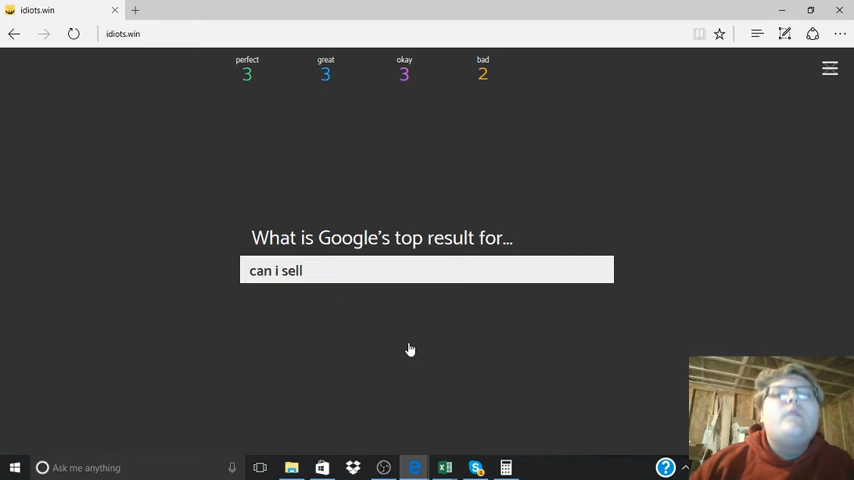 idiots.win
idiots.win
perfect
great
okay
bad
3
3
3
2
What is Google's top result for...
can i sell
Ask me anything